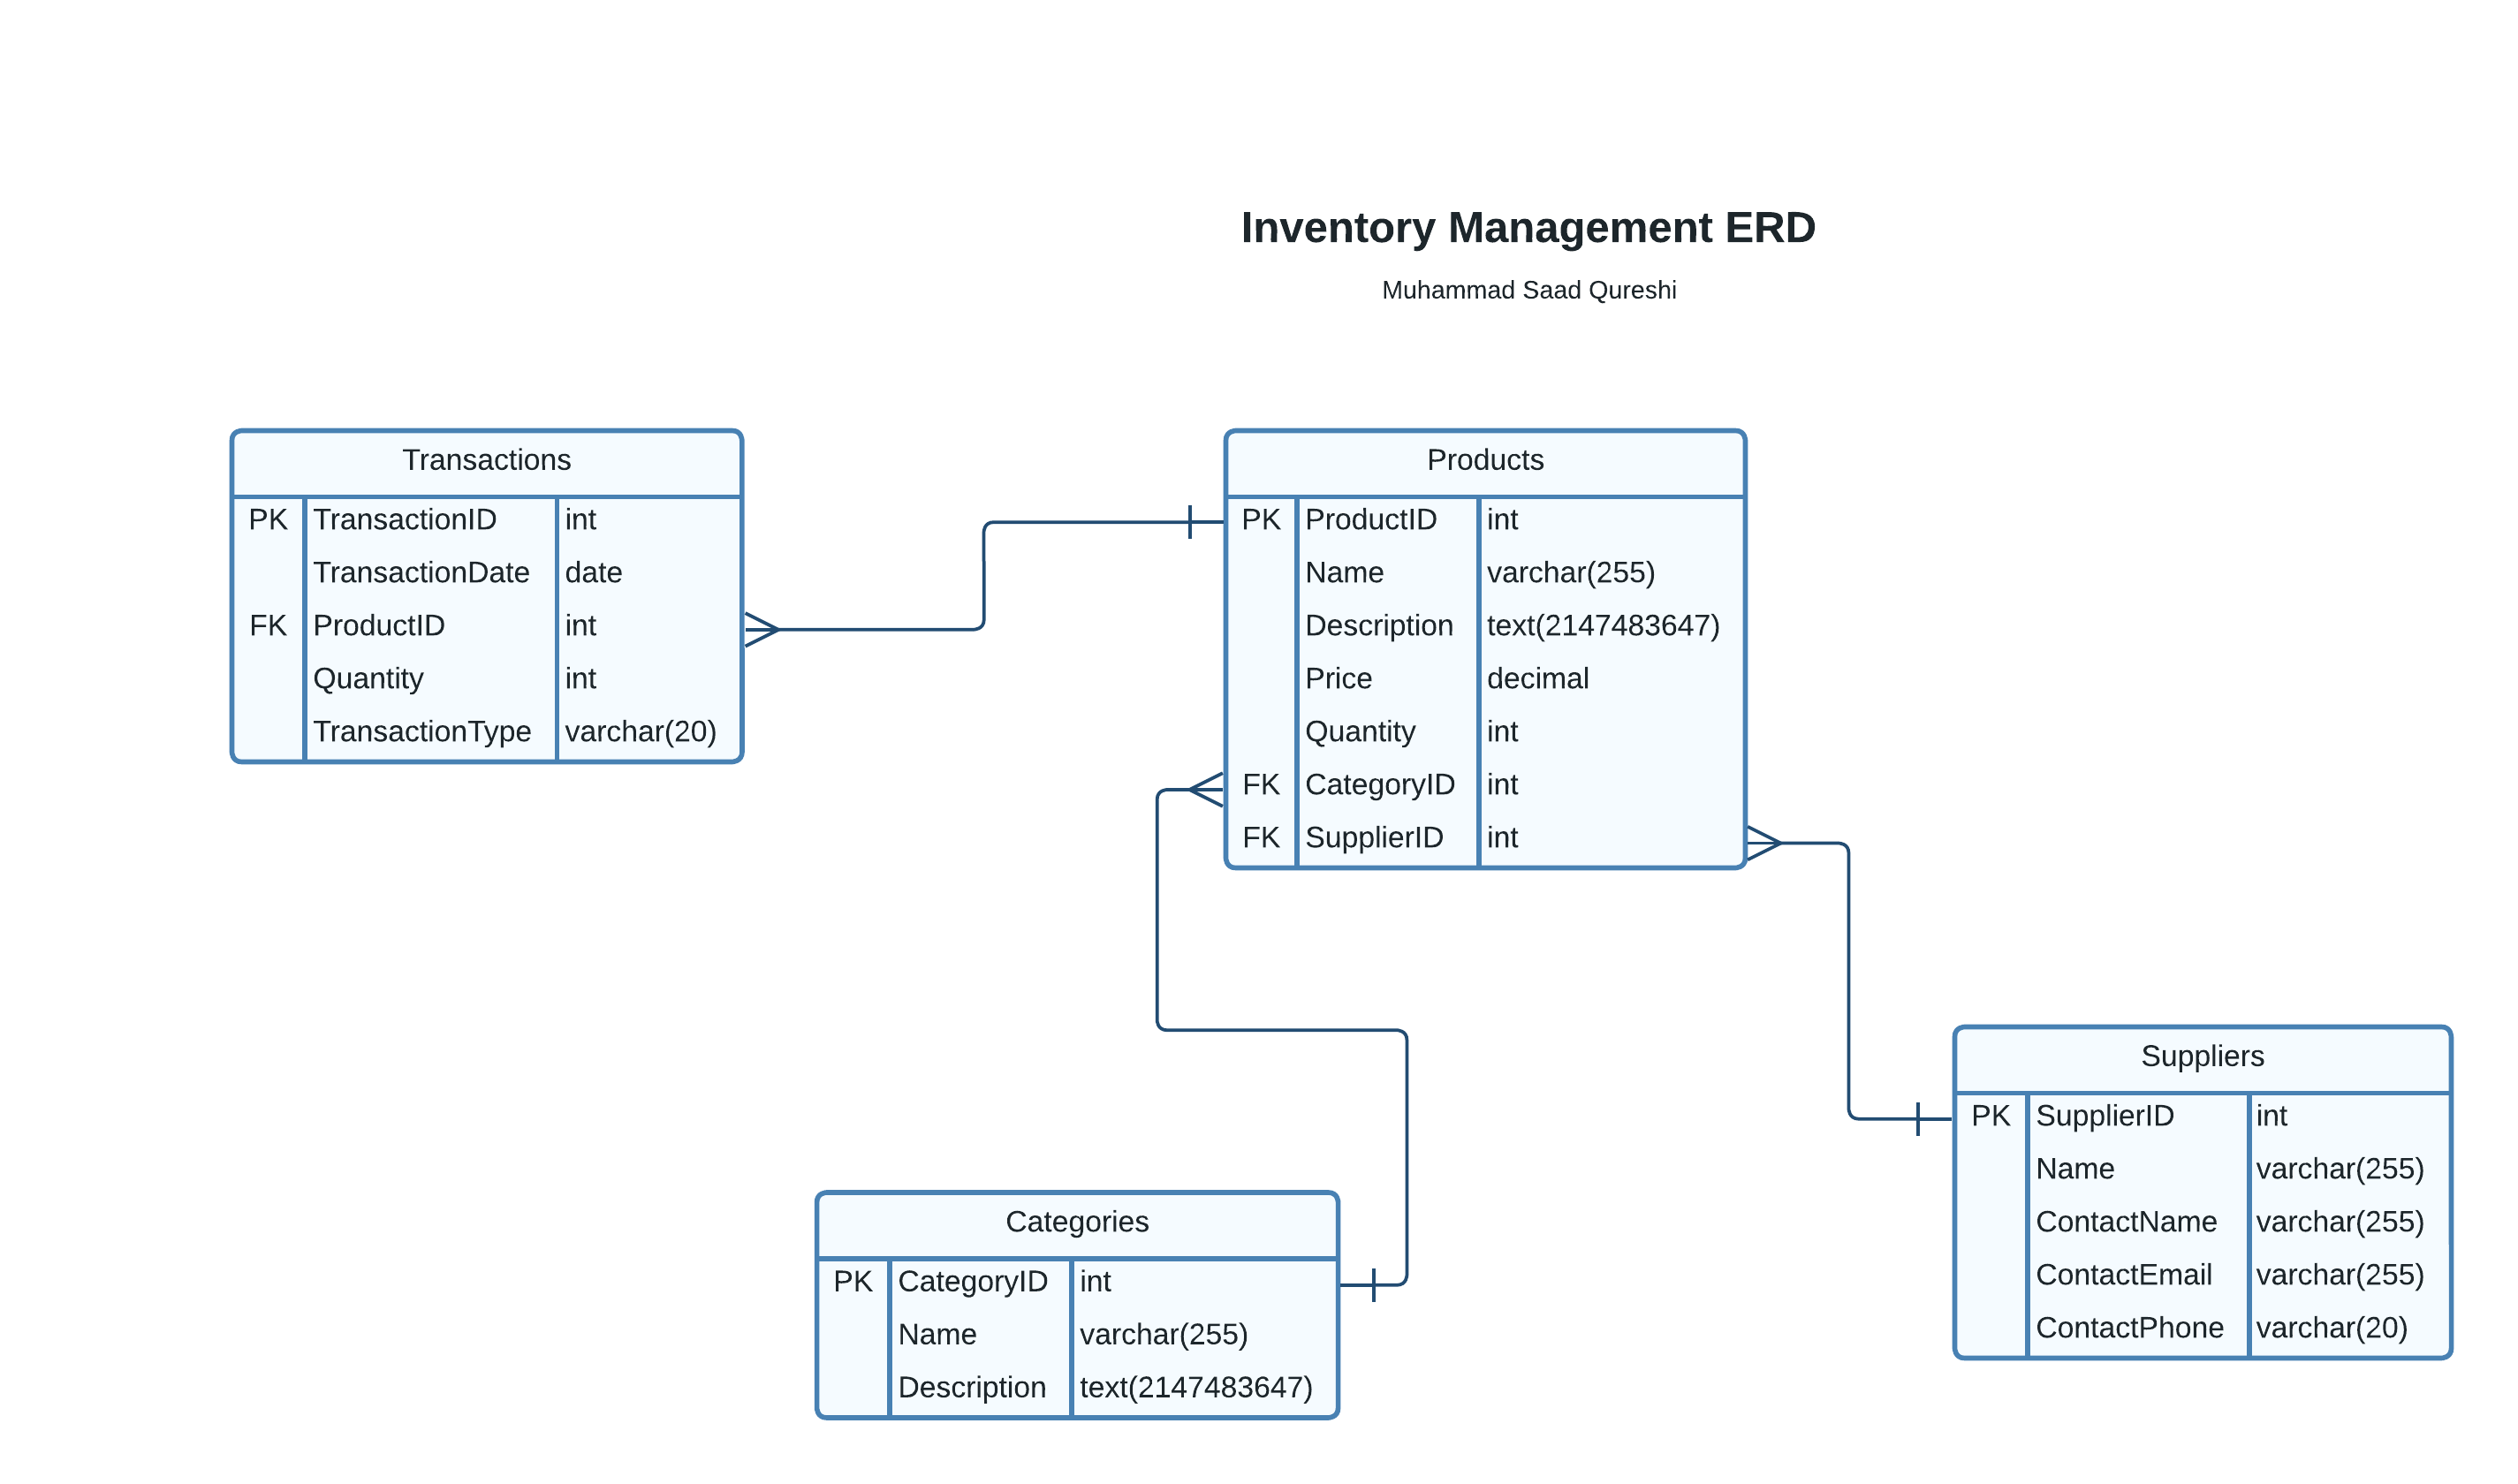 Inventory Management ERD
Muhammad Saad Qureshi
Transactions
PK TransactionID int
TransactionDate date
FK ProductID int
Quantity int
TransactionType varchar(20)
Products
PK ProductID int
Name varchar(255)
Description text(2147483647)
Price decimal
Quantity int
FK CategoryID int
FK SupplierID int
Categories
PK CategoryID int
Name varchar(255)
Description text(2147483647)
Suppliers
PK SupplierID int
Name varchar(255)
ContactName varchar(255)
ContactEmail varchar(255)
ContactPhone varchar(20)